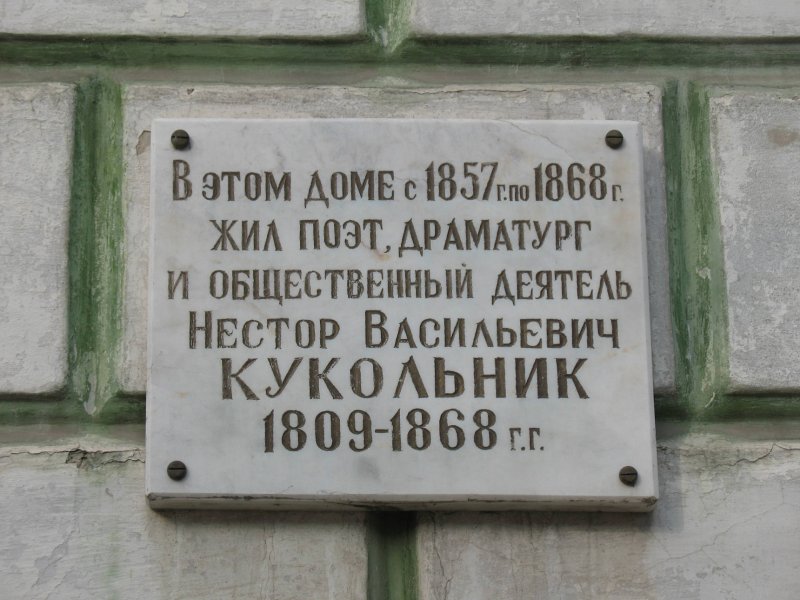 В этом доме с 1857г. по 1868г.
жил поэт, драматург
и общественный деятель
Нестор Васильевич
КУКОЛЬНИК
1809-1868 г.г.